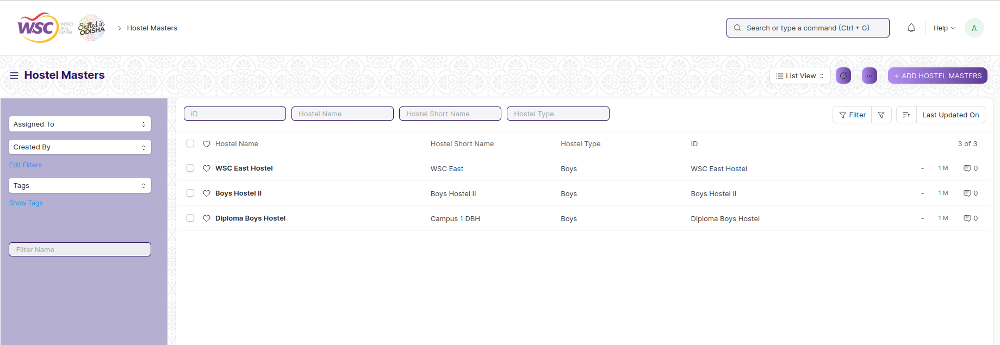 WSC WORLD SKILL CENTER Skilled in ODISHA Hostel Masters Search or type a command (Ctrl + G) Help A
Hostel Masters List View ... + ADD HOSTEL MASTERS
Assigned To
Created By
Edit Filters
Tags
Show Tags
Filter Name
ID Hostel Name Hostel Short Name Hostel Type Filter Last Updated On
Hostel Name Hostel Short Name Hostel Type ID 3 of 3
WSC East Hostel WSC East Boys WSC East Hostel - 1 M 0
Boys Hostel II Boys Hostel II Boys Boys Hostel II - 1 M 0
Diploma Boys Hostel Campus 1 DBH Boys Diploma Boys Hostel - 1 M 0